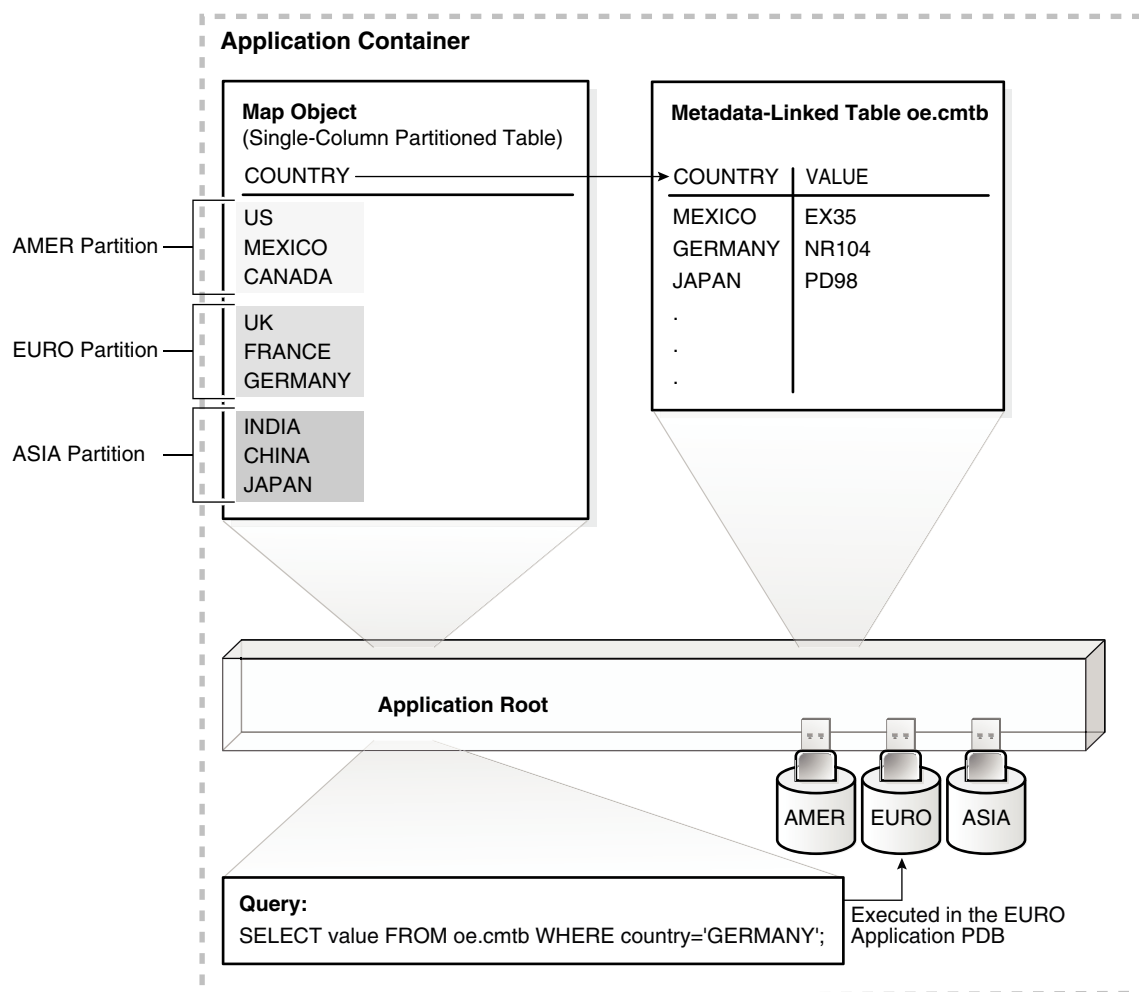 Application Container
Map Object
(Single-Column Partitioned Table)
COUNTRY
US
MEXICO
CANADA
UK
FRANCE
GERMANY
INDIA
CHINA
JAPAN
AMER Partition
EURO Partition
ASIA Partition
Metadata-Linked Table oe.cmtb
COUNTRY VALUE
MEXICO EX35
GERMANY NR104
JAPAN PD98
.
.
.
Application Root
AMER EURO ASIA
Query:
SELECT value FROM oe.cmtb WHERE country='GERMANY';
Executed in the EURO
Application PDB